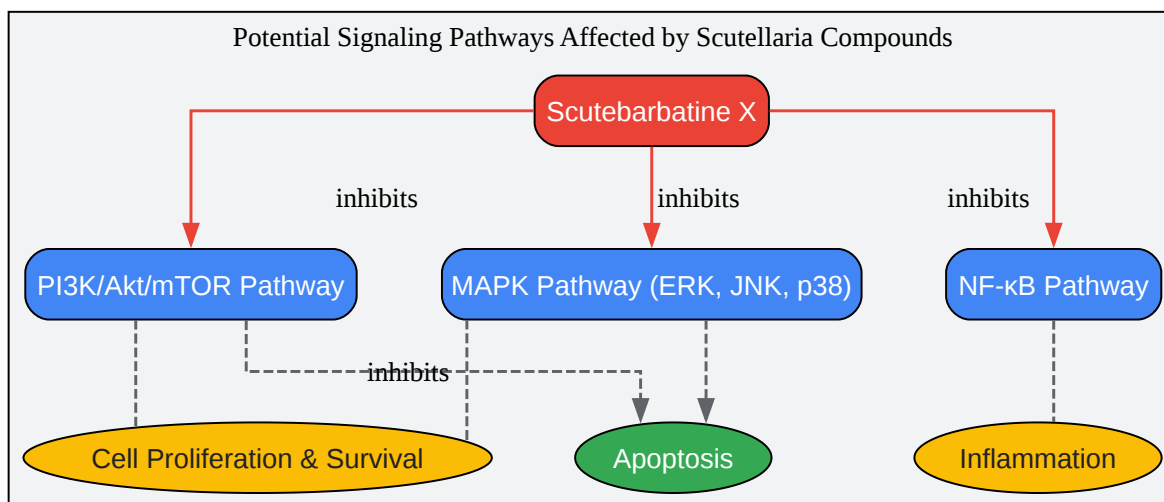 Potential Signaling Pathways Affected by Scutellaria Compounds
Scutebarbatine X
inhibits
inhibits
inhibits
PI3K/Akt/mTOR Pathway
MAPK Pathway (ERK, JNK, p38)
NF-κB Pathway
inhibits
Cell Proliferation & Survival
Apoptosis
Inflammation